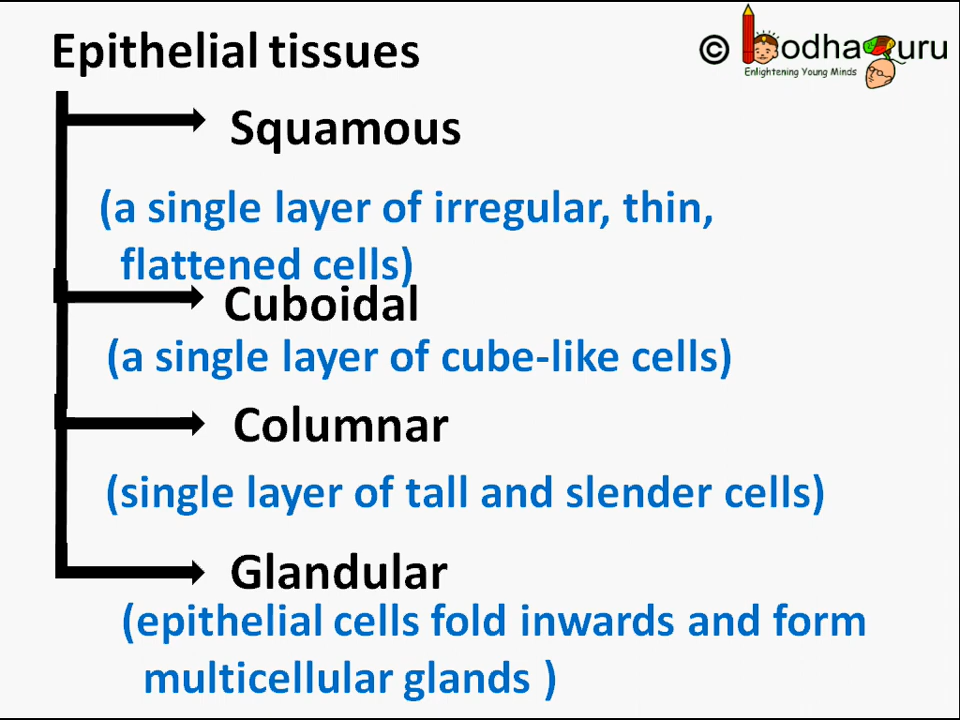 Epithelial tissues
© BodhaGuru
Enlightening Young Minds
Squamous
(a single layer of irregular, thin,
flattened cells)
Cuboidal
(a single layer of cube-like cells)
Columnar
(single layer of tall and slender cells)
Glandular
(epithelial cells fold inwards and form
multicellular glands )